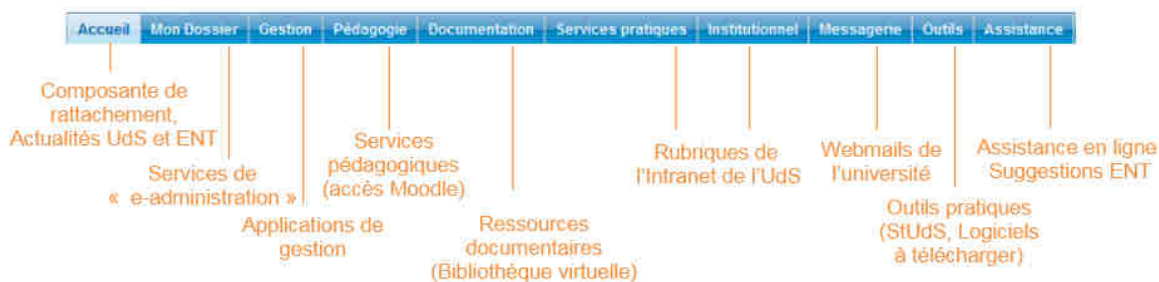 Accueil Mon Dossier Gestion Pédagogie Documentation Services pratiques Institutionnel Messagerie Outils Assistance
Composante de
rattachement,
Actualités UdS et ENT
Services de
« e-administration »
Applications de
gestion
Services
pédagogiques
(accès Moodle)
Ressources
documentaires
(Bibliothèque virtuelle)
Rubriques de
l'Intranet de l'UdS
Webmails de
l'université
Outils pratiques
(StUdS, Logiciels
à télécharger)
Assistance en ligne
Suggestions ENT